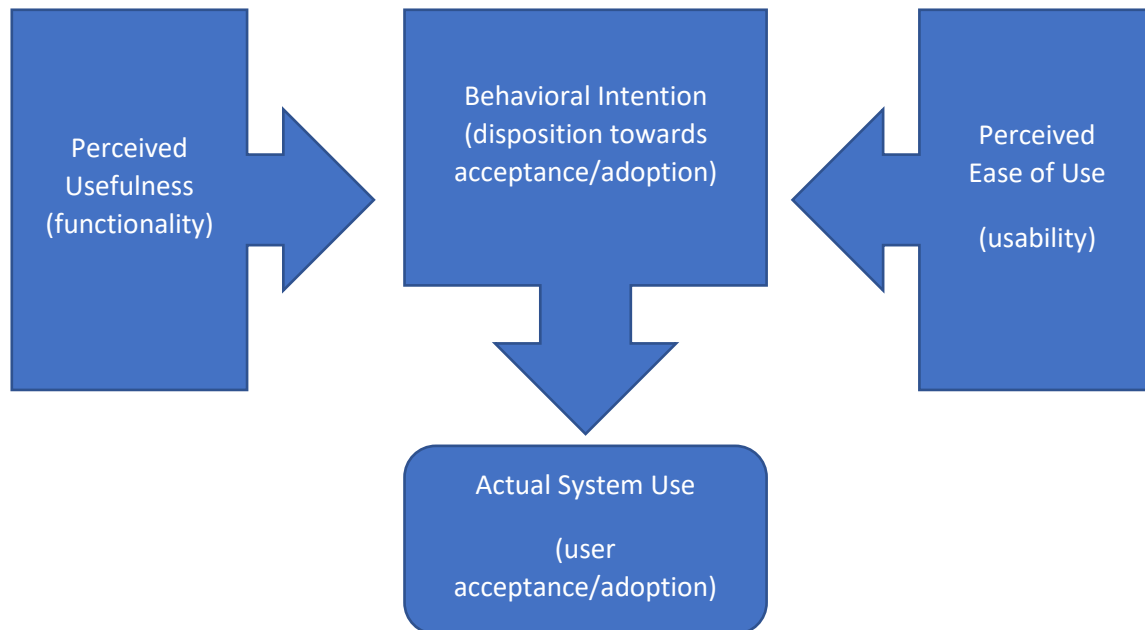 Perceived
Usefulness
(functionality)
Behavioral Intention
(disposition towards
acceptance/adoption)
Perceived
Ease of Use
(usability)
Actual System Use
(user
acceptance/adoption)